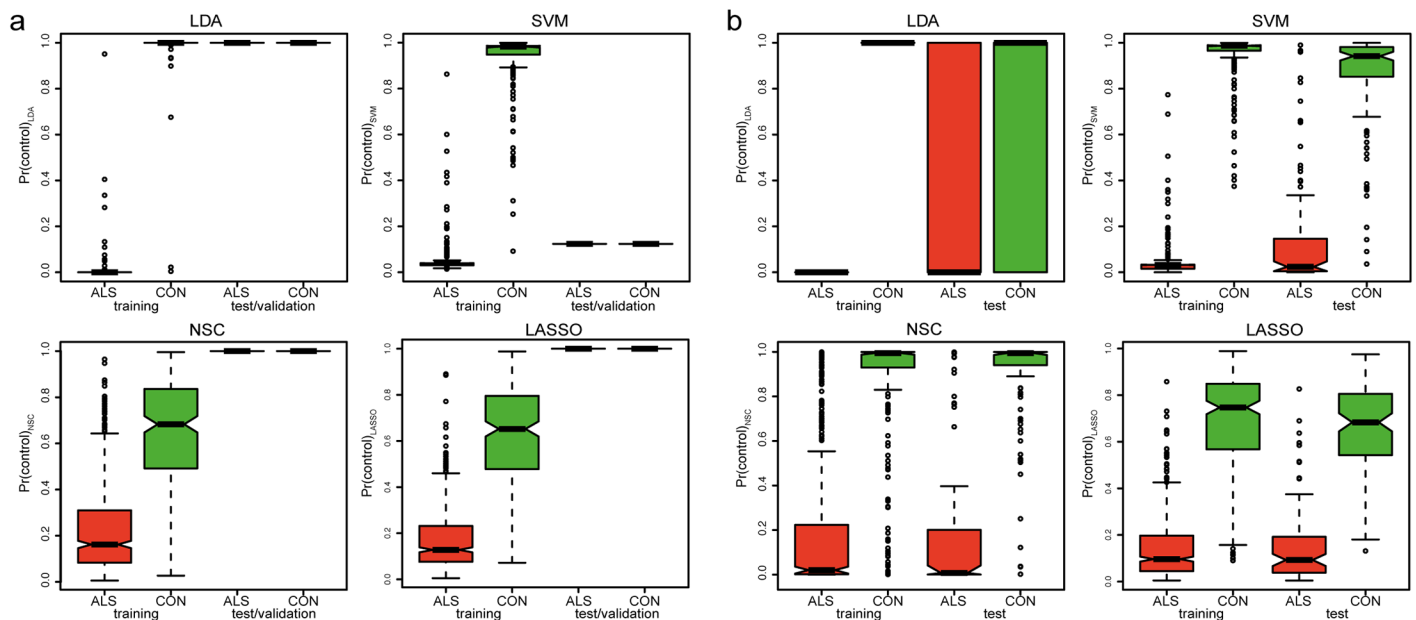 a
LDA
Pr(control)LDA
0.0 0.2 0.4 0.6 0.8 1.0
ALS CON ALS CON
training test/validation
SVM
Pr(control)SVM
0.0 0.2 0.4 0.6 0.8 1.0
ALS CON ALS CON
training test/validation
NSC
Pr(control)NSC
0.0 0.2 0.4 0.6 0.8 1.0
ALS CON ALS CON
training test/validation
LASSO
Pr(control)LASSO
0.0 0.2 0.4 0.6 0.8 1.0
ALS CON ALS CON
training test/validation
b
LDA
Pr(control)LDA
0.0 0.2 0.4 0.6 0.8 1.0
ALS CON ALS CON
training test
SVM
Pr(control)SVM
0.0 0.2 0.4 0.6 0.8 1.0
ALS CON ALS CON
training test
NSC
Pr(control)NSC
0.0 0.2 0.4 0.6 0.8 1.0
ALS CON ALS CON
training test
LASSO
Pr(control)LASSO
0.0 0.2 0.4 0.6 0.8 1.0
ALS CON ALS CON
training test